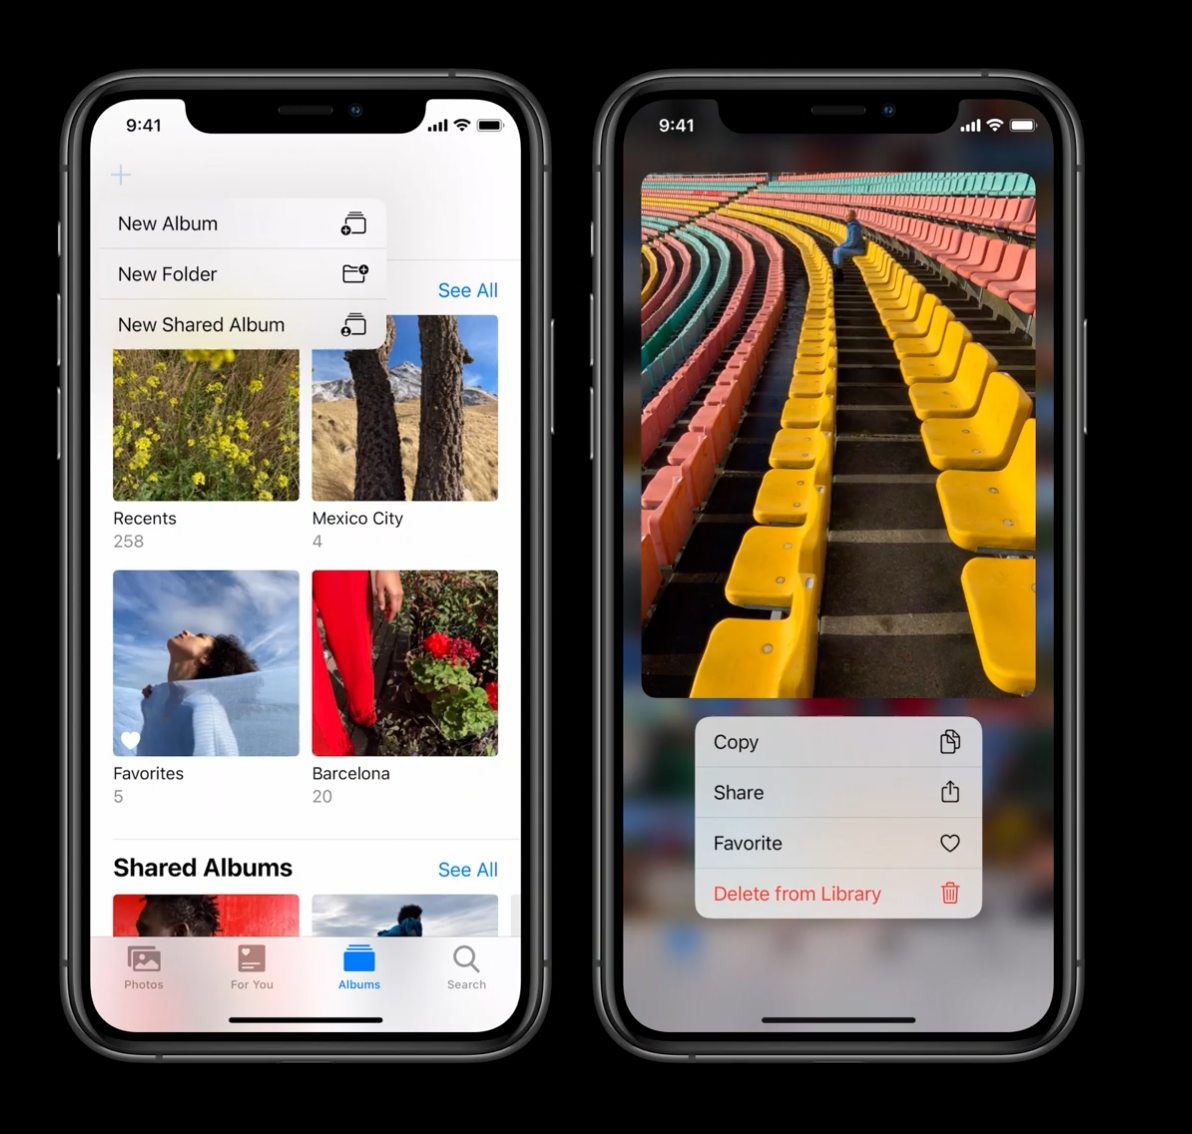 9:41
New Album
New Folder
See All
New Shared Album
Recents
258
Mexico City
4
Favorites
5
Barcelona
20
Shared Albums
See All
Photos
For You
Albums
Search
9:41
Copy
Share
Favorite
Delete from Library